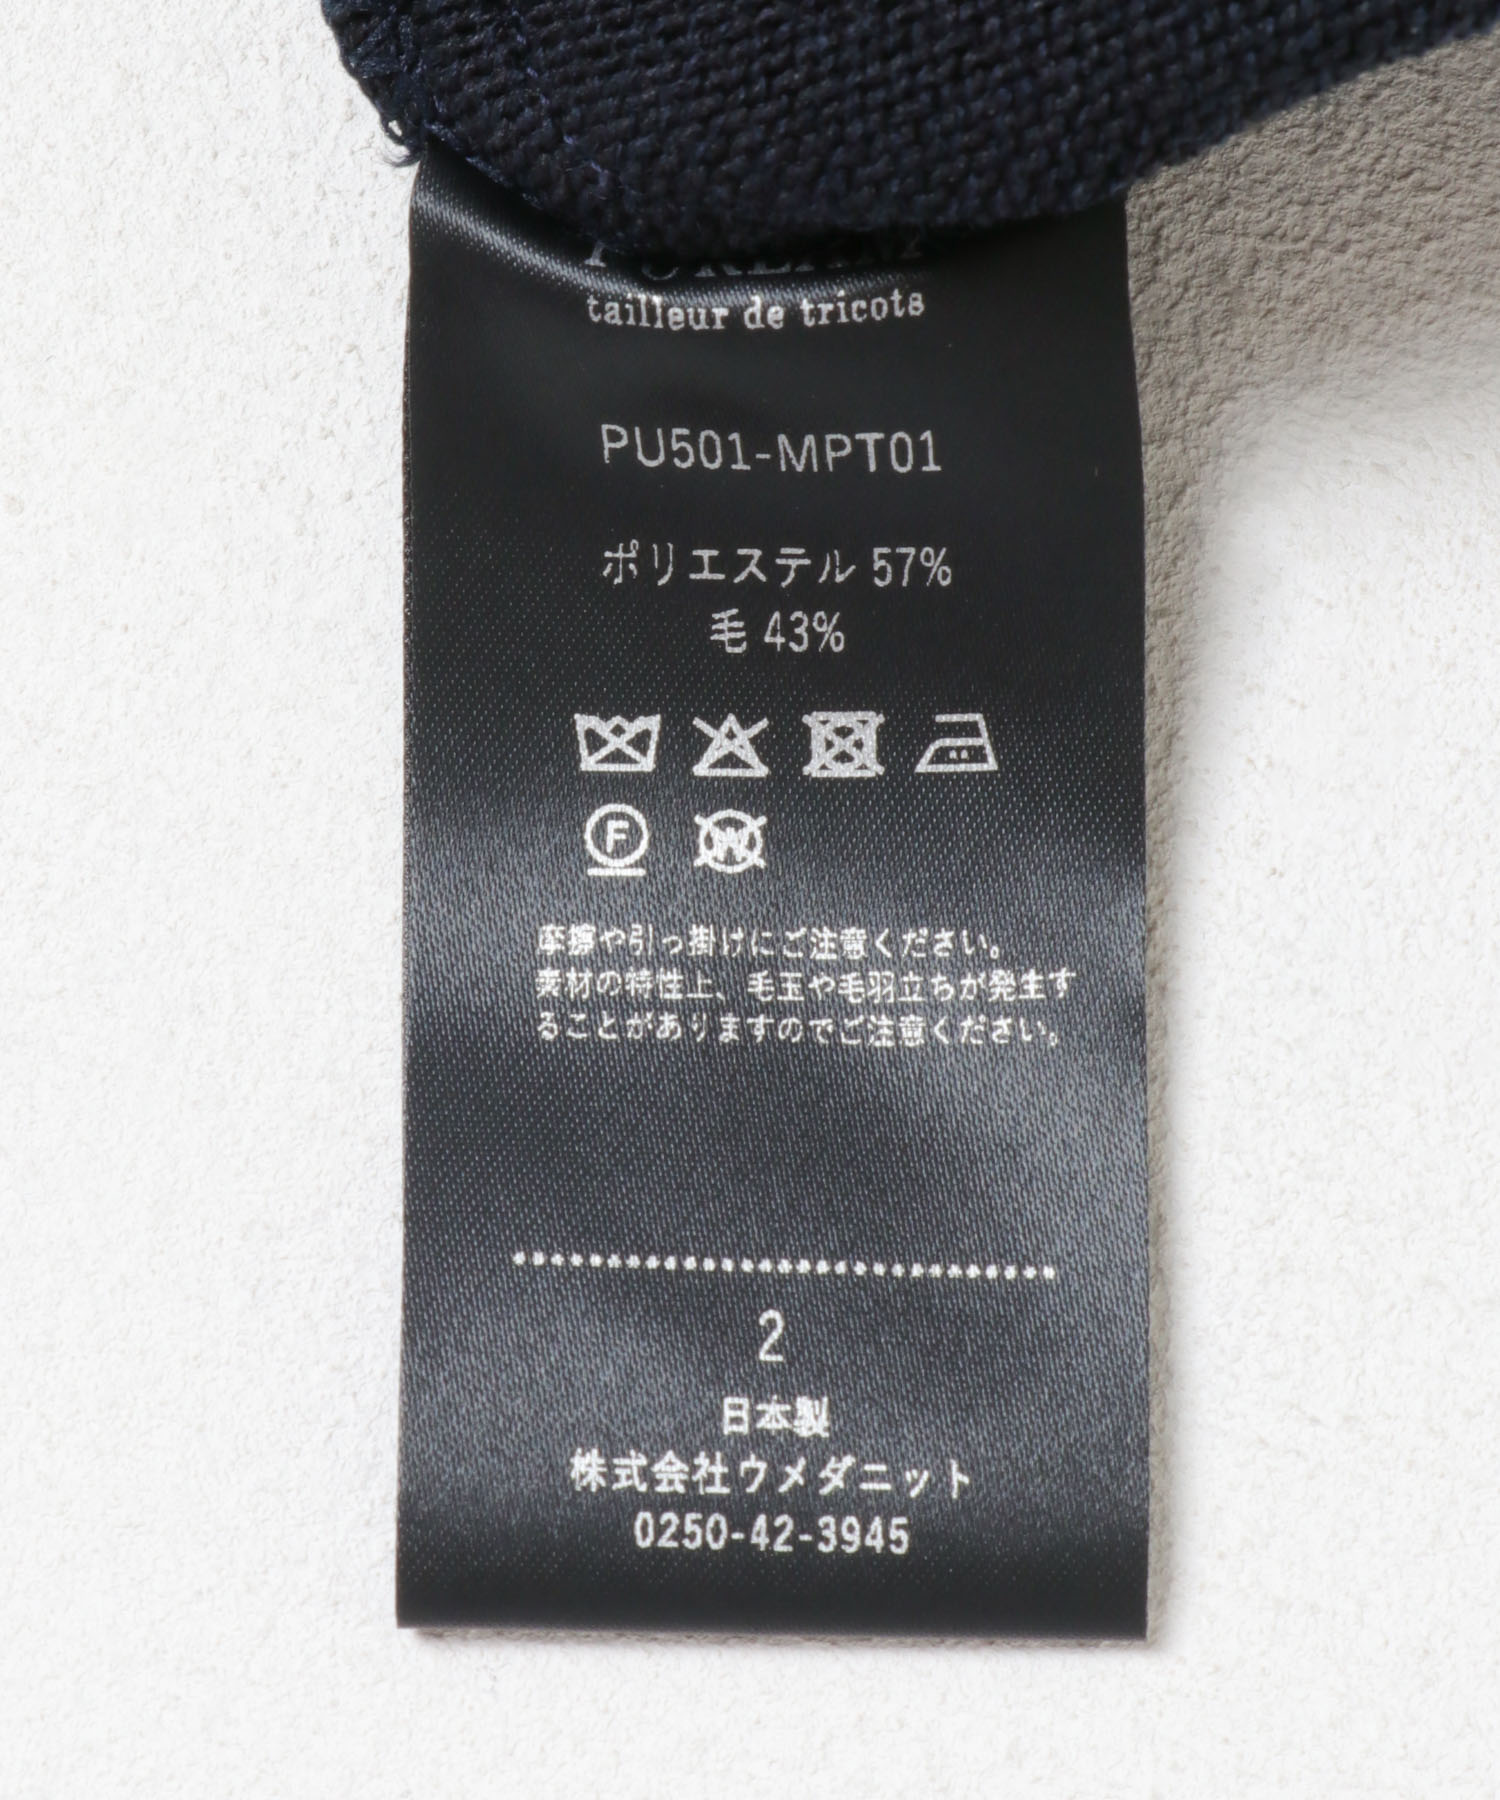 tailleur de tricots
PU501-MPT01
ポリエステル 57%
毛 43%
F
W
摩擦や引っ掛けにご注意ください。
素材の特性上、毛玉や毛羽立ちが発生す
ることがありますのでご注意ください。
2
日本製
株式会社ウメダニット
0250-42-3945